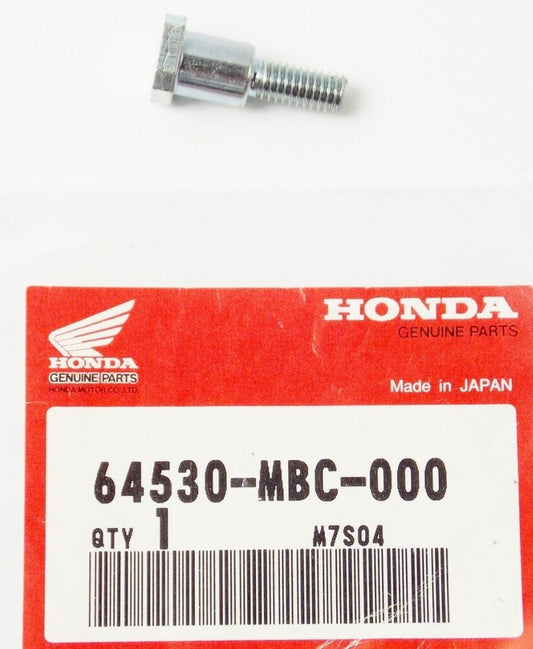 HONDA
GENUINE PARTS
HONDA
GENUINE PARTS
HONDA MOTOR CO.,LTD.
Made in JAPAN
64530-MBC-000
QTY 1 M7S04